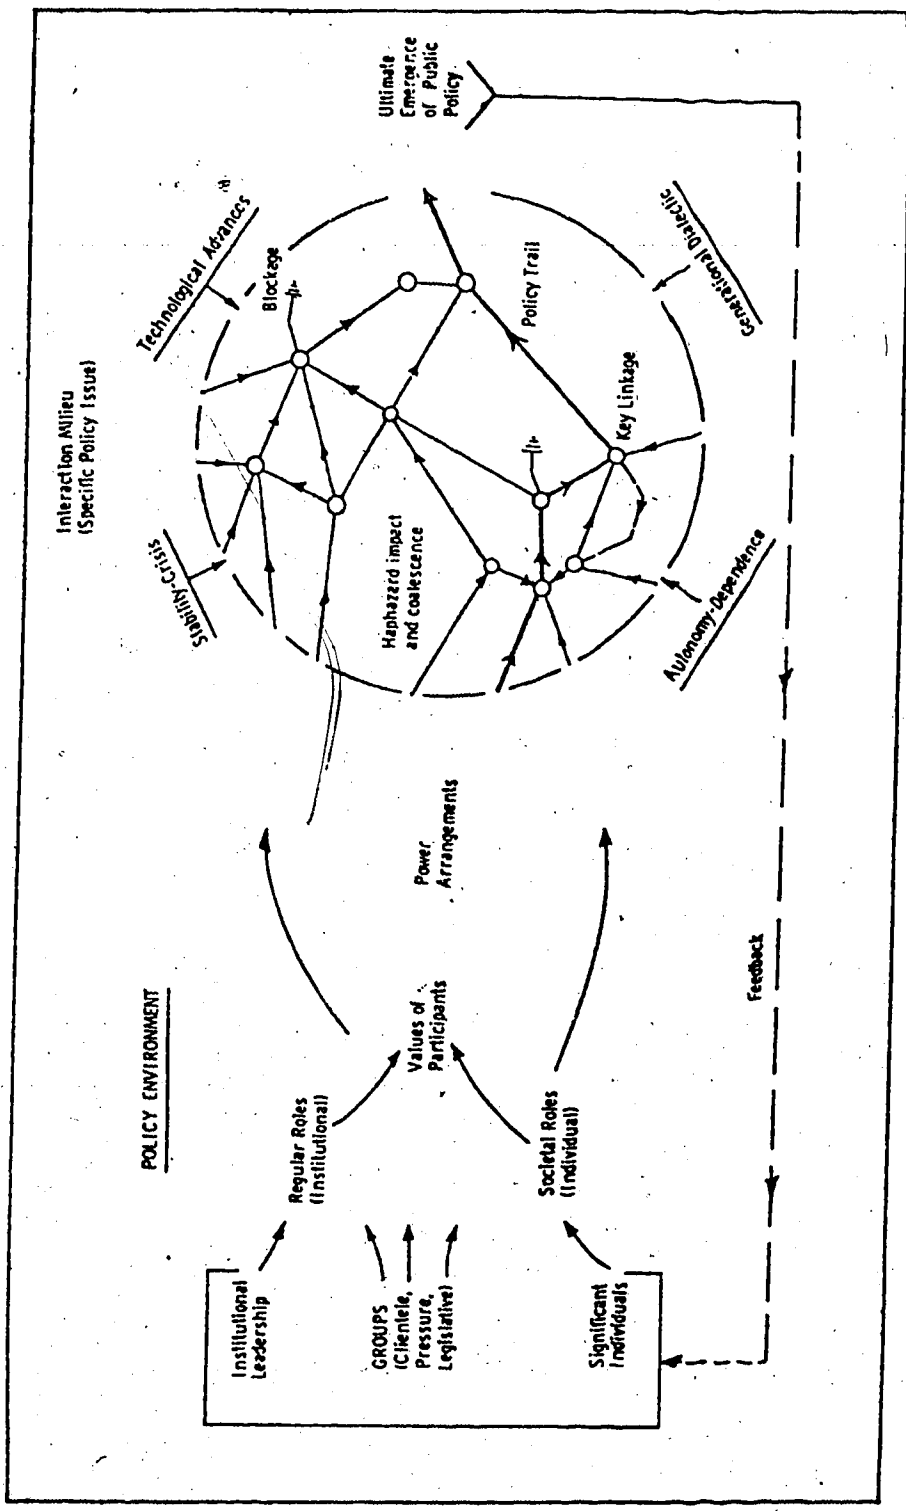 POLICY ENVIRONMENT
Institutional
Leadership
GROUPS
(Clientele,
Pressure,
Legislative)
Significant
Individuals
Regular Roles
(Institutional)
Societal Roles
(Individual)
Values of
Participants
Power
Arrangements
Feedback
Interaction Milieu
(Specific Policy Issue)
Stability-Crisis
Technological Advances
Haphazard impact
and coalescence
Blockage
Key Linkage
Policy Trail
Autonomy-Dependence
Generational Dialectic
Ultimate
Emergence
of Public
Policy